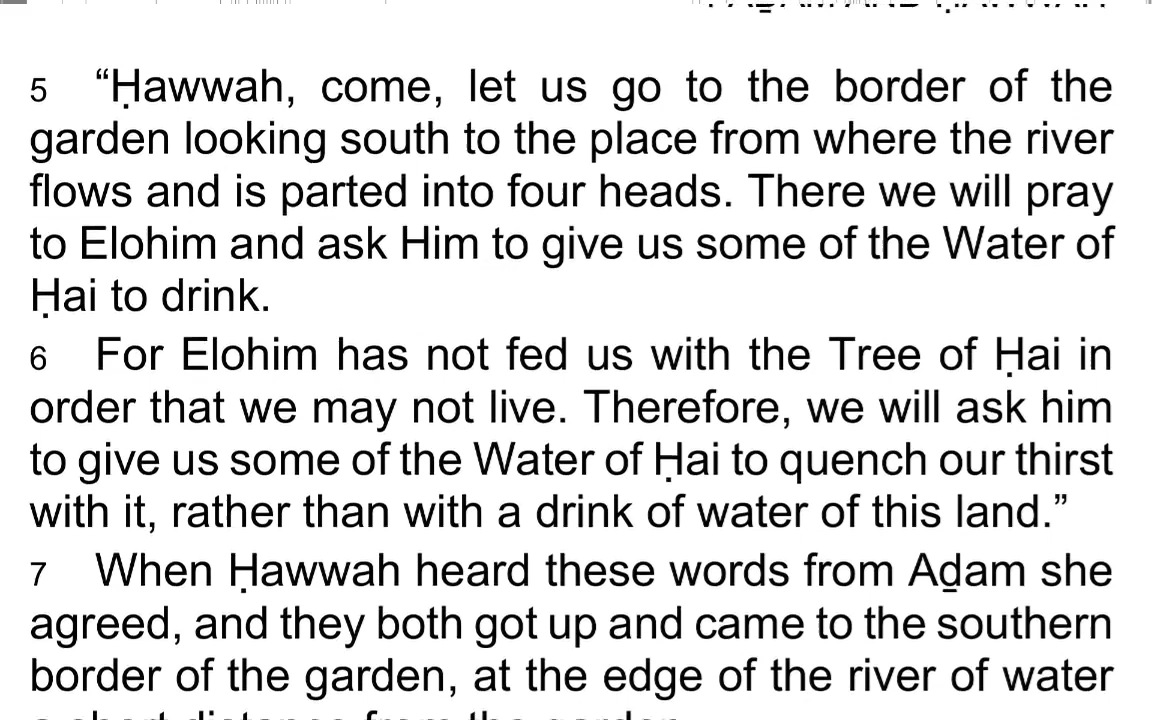 5 “Ḥawwah, come, let us go to the border of the
garden looking south to the place from where the river
flows and is parted into four heads. There we will pray
to Elohim and ask Him to give us some of the Water of
Ḥai to drink.
6 For Elohim has not fed us with the Tree of Ḥai in
order that we may not live. Therefore, we will ask him
to give us some of the Water of Ḥai to quench our thirst
with it, rather than with a drink of water of this land.”
7 When Ḥawwah heard these words from Aḏam she
agreed, and they both got up and came to the southern
border of the garden, at the edge of the river of water
a short distance from the garden.